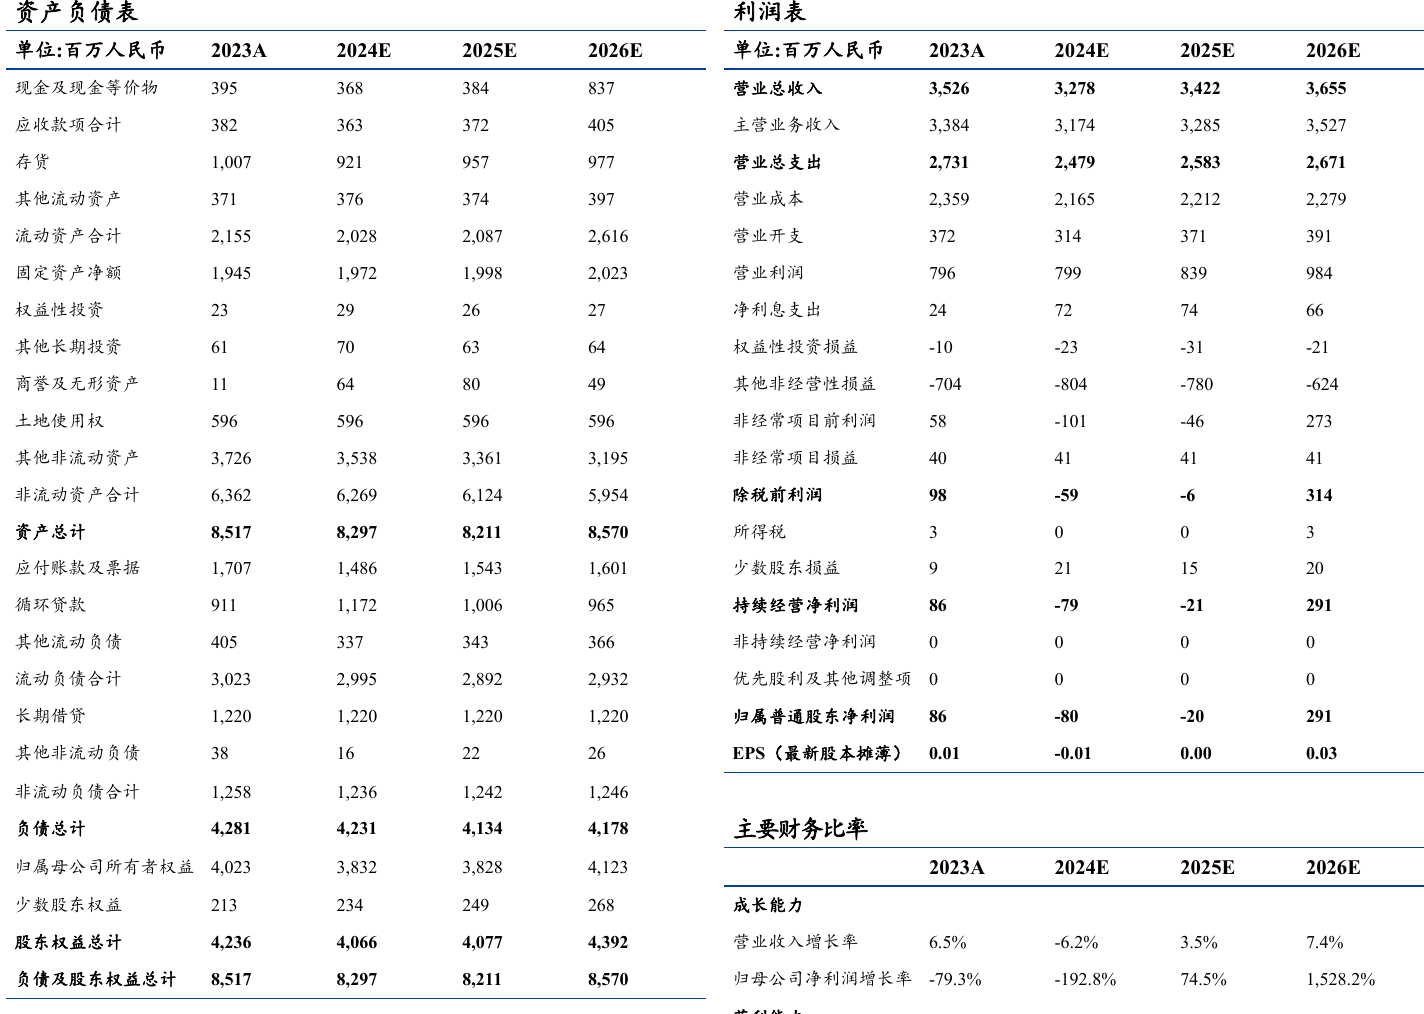 资产负债表
单位:百万人民币 2023A 2024E 2025E 2026E
现金及现金等价物 395 368 384 837
应收款项合计 382 363 372 405
存货 1,007 921 957 977
其他流动资产 371 376 374 397
流动资产合计 2,155 2,028 2,087 2,616
固定资产净额 1,945 1,972 1,998 2,023
权益性投资 23 29 26 27
其他长期投资 61 70 63 64
商誉及无形资产 11 64 80 49
土地使用权 596 596 596 596
其他非流动资产 3,726 3,538 3,361 3,195
非流动资产合计 6,362 6,269 6,124 5,954
资产总计 8,517 8,297 8,211 8,570
应付账款及票据 1,707 1,486 1,543 1,601
循环贷款 911 1,172 1,006 965
其他流动负债 405 337 343 366
流动负债合计 3,023 2,995 2,892 2,932
长期借贷 1,220 1,220 1,220 1,220
其他非流动负债 38 16 22 26
非流动负债合计 1,258 1,236 1,242 1,246
负债总计 4,281 4,231 4,134 4,178
归属母公司所有者权益 4,023 3,832 3,828 4,123
少数股东权益 213 234 249 268
股东权益总计 4,236 4,066 4,077 4,392
负债及股东权益总计 8,517 8,297 8,211 8,570
利润表
单位:百万人民币 2023A 2024E 2025E 2026E
营业总收入 3,526 3,278 3,422 3,655
主营业务收入 3,384 3,174 3,285 3,527
营业总支出 2,731 2,479 2,583 2,671
营业成本 2,359 2,165 2,212 2,279
营业开支 372 314 371 391
营业利润 796 799 839 984
净利息支出 24 72 74 66
权益性投资损益 -10 -23 -31 -21
其他非经营性损益 -704 -804 -780 -624
非经常项目前利润 58 -101 -46 273
非经常项目损益 40 41 41 41
除税前利润 98 -59 -6 314
所得税 3 0 0 3
少数股东损益 9 21 15 20
持续经营净利润 86 -79 -21 291
非持续经营净利润 0 0 0 0
优先股利及其他调整项 0 0 0 0
归属普通股东净利润 86 -80 -20 291
EPS（最新股本摊薄） 0.01 -0.01 0.00 0.03
主要财务比率
2023A 2024E 2025E 2026E
成长能力
营业收入增长率 6.5% -6.2% 3.5% 7.4%
归母公司净利润增长率 -79.3% -192.8% 74.5% 1,528.2%